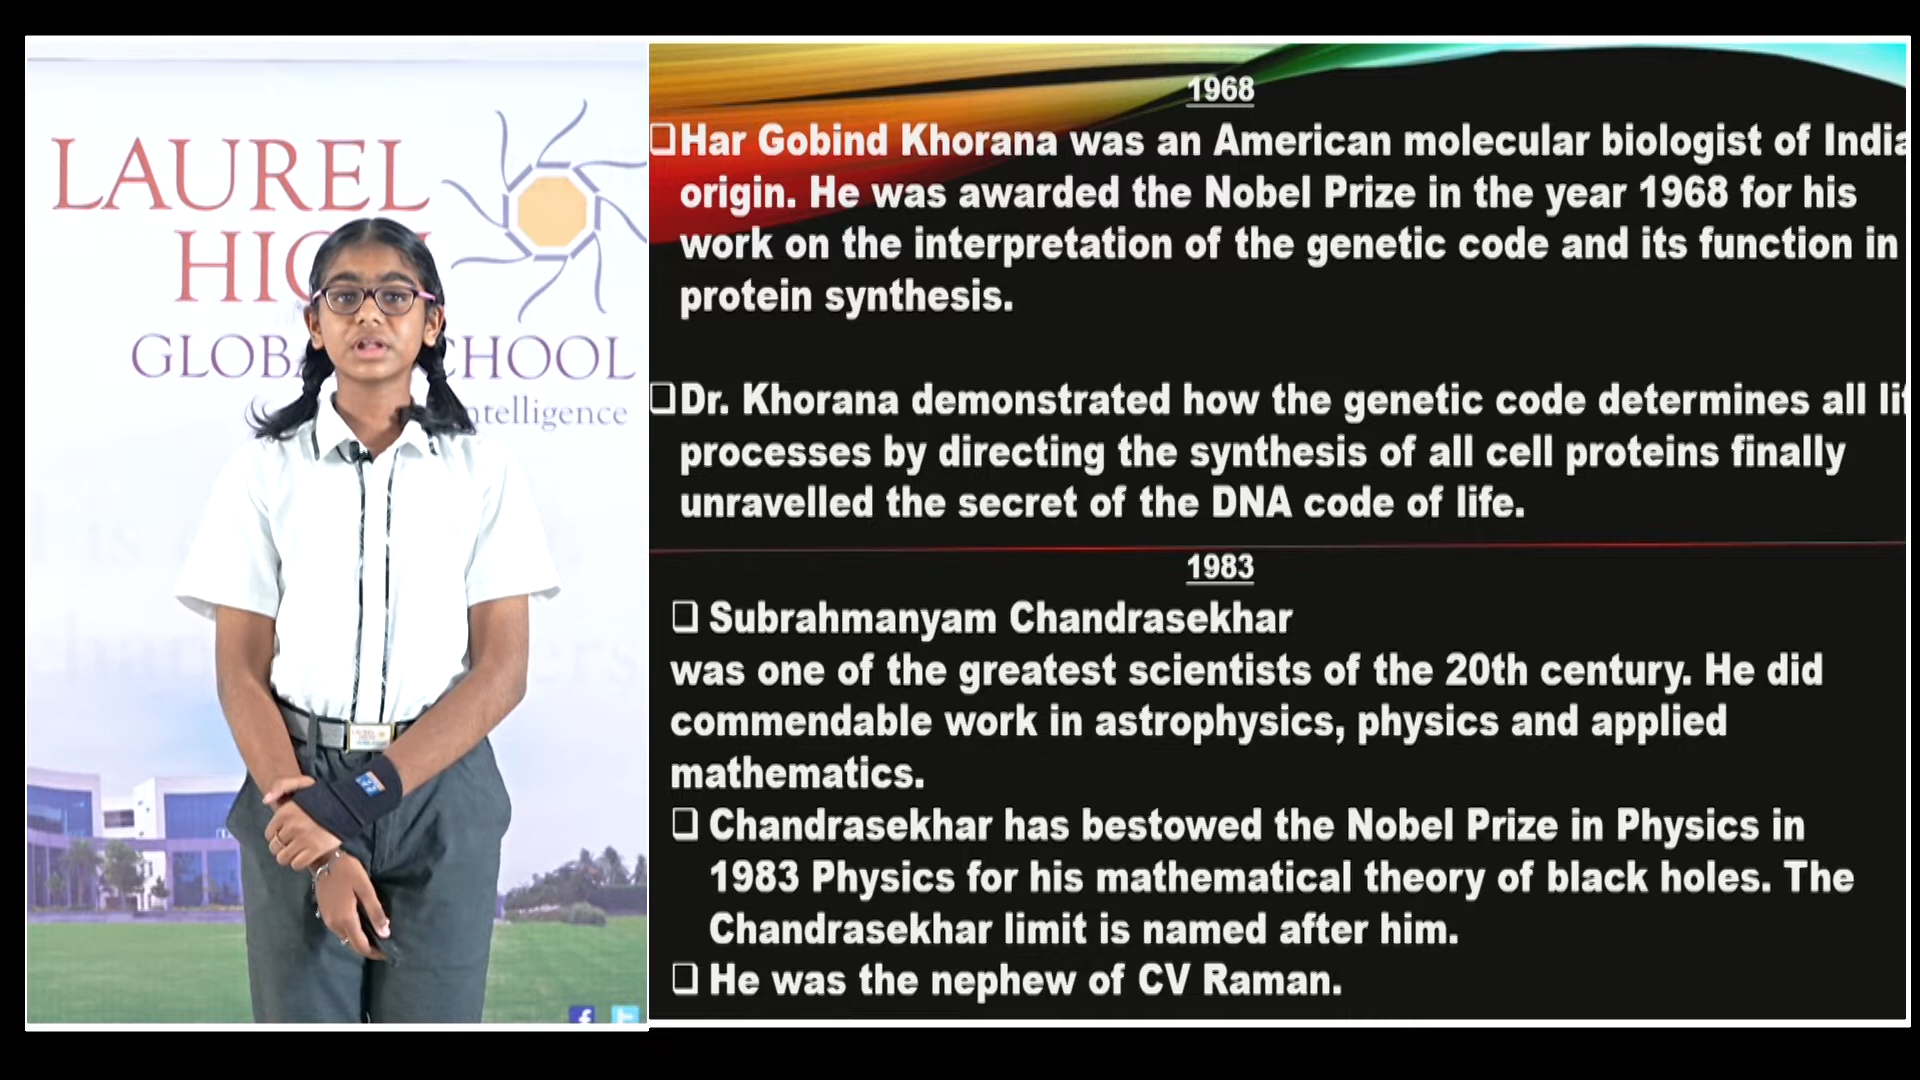 LAUREL
HIGH
GLOBAL SCHOOL
ntelligence
1968
❑Har Gobind Khorana was an American molecular biologist of India
origin. He was awarded the Nobel Prize in the year 1968 for his
work on the interpretation of the genetic code and its function in
protein synthesis.
❑Dr. Khorana demonstrated how the genetic code determines all lif
processes by directing the synthesis of all cell proteins finally
unravelled the secret of the DNA code of life.
1983
❑ Subrahmanyam Chandrasekhar
was one of the greatest scientists of the 20th century. He did
commendable work in astrophysics, physics and applied
mathematics.
❑ Chandrasekhar has bestowed the Nobel Prize in Physics in
1983 Physics for his mathematical theory of black holes. The
Chandrasekhar limit is named after him.
❑ He was the nephew of CV Raman.